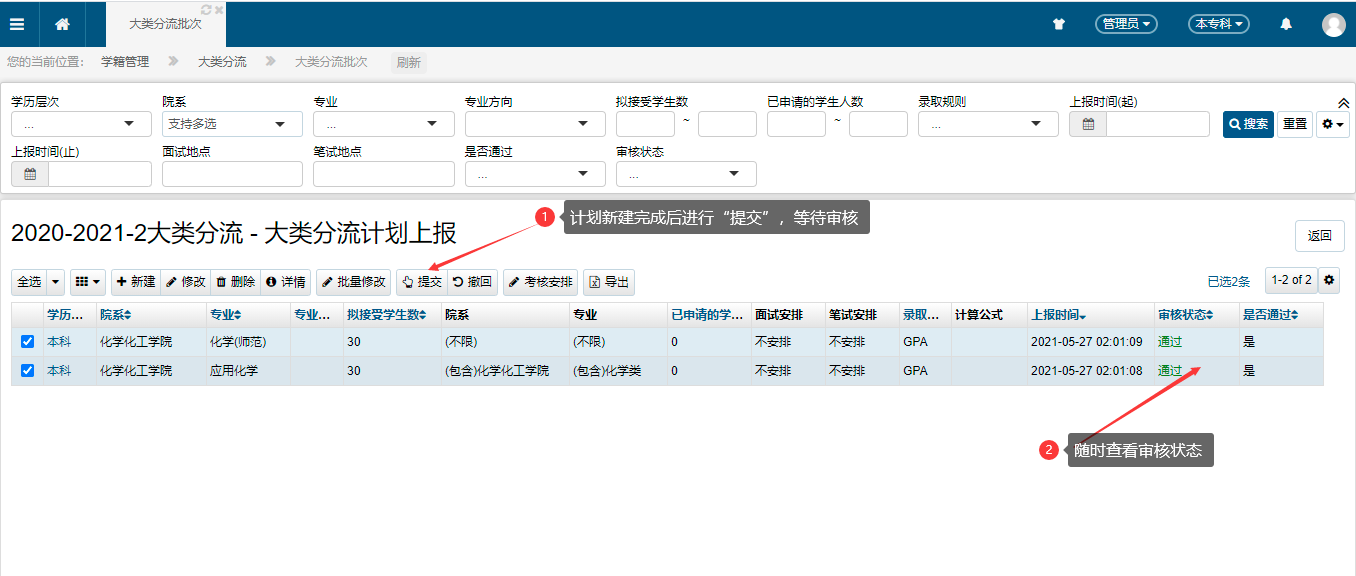 大类分流批次
管理员
本专科
您的当前位置： 学籍管理 大类分流 大类分流批次 刷新
学历层次 院系 专业 专业方向 拟接受学生数 已申请的学生人数 录取规则 上报时间(起)
... 支持多选 ... ~ ~ ... 搜索 重置
上报时间(止) 面试地点 笔试地点 是否通过 审核状态
... ...
1 计划新建完成后进行“提交”，等待审核
2020-2021-2大类分流 - 大类分流计划上报 返回
全选 新建 修改 删除 详情 批量修改 提交 撤回 考核安排 导出 已选2条 1-2 of 2
学历... 院系 专业 专业... 拟接受学生数 院系 专业 已申请的学... 面试安排 笔试安排 录取... 计算公式 上报时间 审核状态 是否通过
本科 化学化工学院 化学(师范) 30 (不限) (不限) 0 不安排 不安排 GPA 2021-05-27 02:01:09 通过 是
本科 化学化工学院 应用化学 30 (包含)化学化工学院 (包含)化学类 0 不安排 不安排 GPA 2021-05-27 02:01:08 通过 是
2 随时查看审核状态